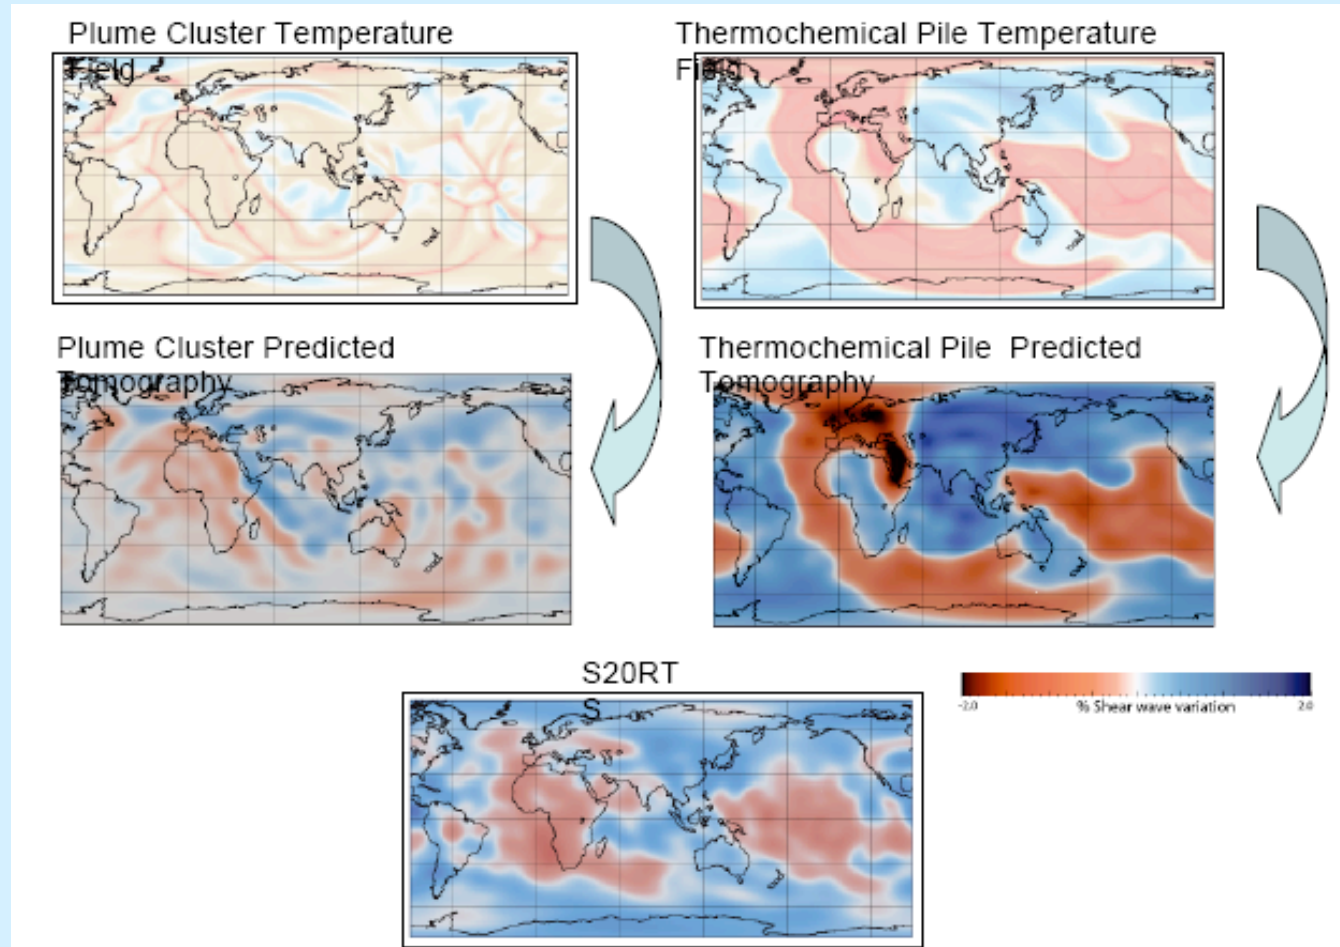 Plume Cluster Temperature
Field
Thermochemical Pile Temperature
Field
Plume Cluster Predicted
Tomography
Thermochemical Pile Predicted
Tomography
S20RT
S
-2.0
% Shear wave variation
2.0